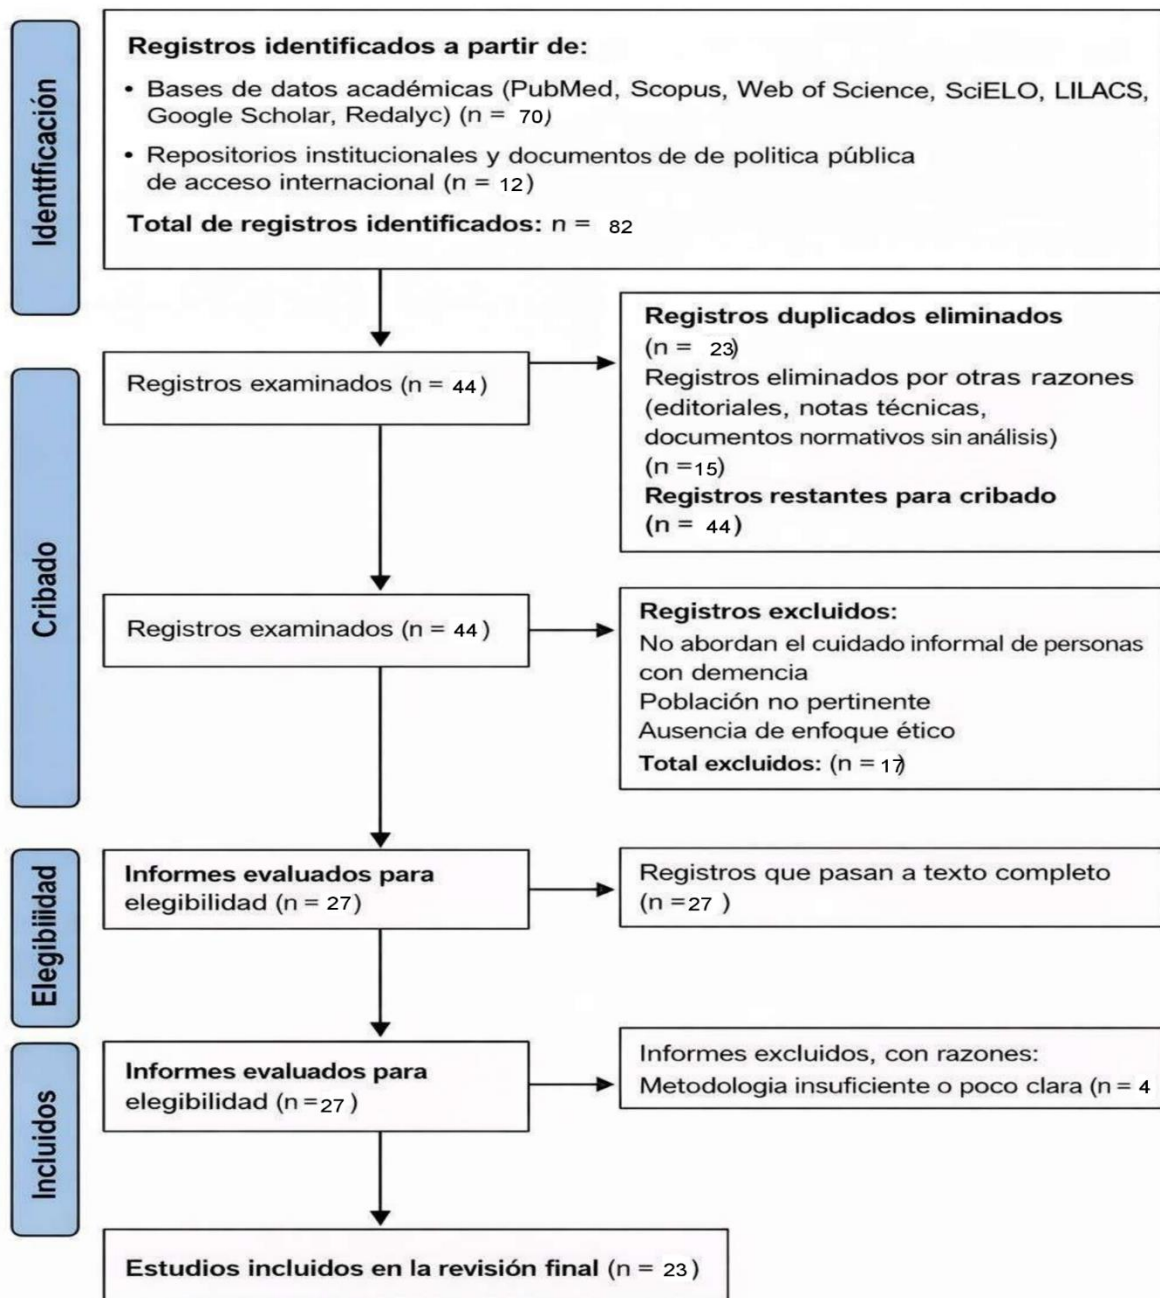 Identificación
Registros identificados a partir de:
• Bases de datos académicas (PubMed, Scopus, Web of Science, SciELO, LILACS,
Google Scholar, Redalyc) (n = 70)
• Repositorios institucionales y documentos de de politica pública
de acceso internacional (n = 12)
Total de registros identificados: n = 82
Cribado
Registros examinados (n = 44)
Registros duplicados eliminados
(n = 23)
Registros eliminados por otras razones
(editoriales, notas técnicas,
documentos normativos sin análisis)
(n =15)
Registros restantes para cribado
(n = 44)
Registros examinados (n = 44)
Registros excluidos:
No abordan el cuidado informal de personas
con demencia
Población no pertinente
Ausencia de enfoque ético
Total excluidos: (n = 17)
Elegibiiidad
Informes evaluados para
elegibilidad (n = 27)
Registros que pasan a texto completo
(n =27 )
Incluidos
Informes evaluados para
elegibilidad (n =27 )
Informes excluidos, con razones:
Metodologia insuficiente o poco clara (n = 4
Estudios incluidos en la revisión final (n = 23 )